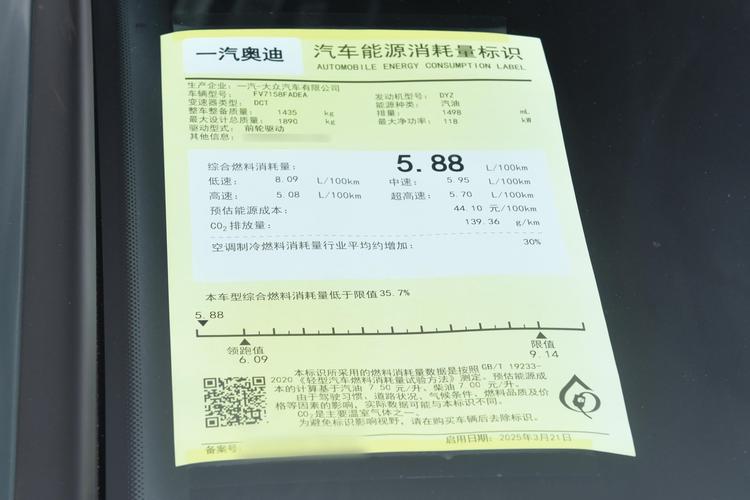 一汽奥迪 汽车能源消耗量标识
AUTOMOBILE ENERGY CONSUMPTION LABEL
生产企业：一汽-大众汽车有限公司
车辆型号： FV7158FADEA 发动机型号： DYZ
变速器类型： DCT 能源种类： 汽油
整车整备质量： 1435 kg 排量： 1498 mL
最大设计总质量： 1890 kg 最大净功率： 118 kW
驱动型式： 前轮驱动
其他信息：
综合燃料消耗量： 5.88 L/100km
低速： 8.09 L/100km 中速： 5.95 L/100km
高速： 5.08 L/100km 超高速： 5.70 L/100km
预估能源成本： 44.10 元/100km
CO2排放量： 139.36 g/km
空调制冷燃料消耗量行业平均约增加： 30%
本车型综合燃料消耗量低于限值35.7%
5.88
领跑值 限值
6.09 9.14
本标识所采用的燃料消耗量数据是按照GB/T 19233-
2020《轻型汽车燃料消耗量试验方法》测定。预估能源成
本的计算基于汽油 7.50 元/升、柴油 7.00 元/升。
由于驾驶习惯、道路状况、气候条件、燃料品质及价
格等因素的影响，实际数据可能与本标识不同。
CO2是主要温室气体之一。
为避免标识影响视野，请在购买车辆后去除标识。
备案号： 启用日期：2025年3月21日